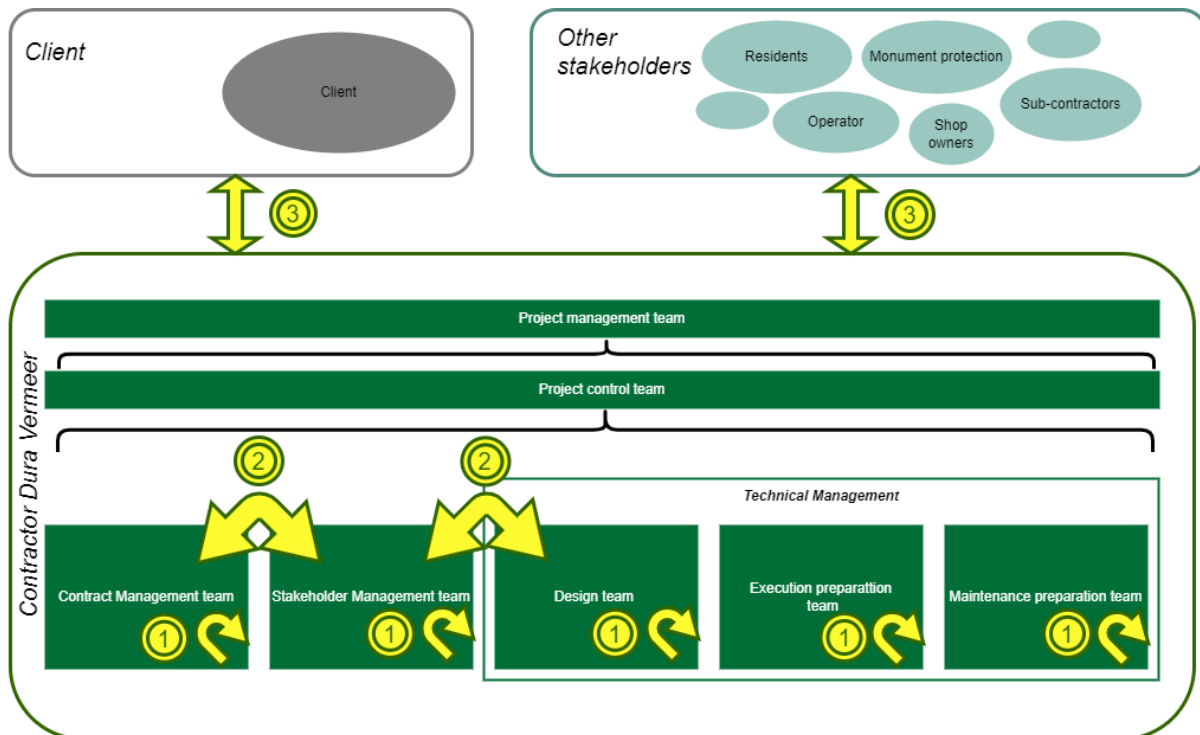 Client
Client
Other
stakeholders
Residents
Monument protection
Operator
Shop
owners
Sub-contractors
3
3
Contractor Dura Vermeer
Project management team
Project control team
2
2
Technical Management
Contract Management team
Stakeholder Management team
Design team
Execution preparattion
team
Maintenance preparation team
1
1
1
1
1